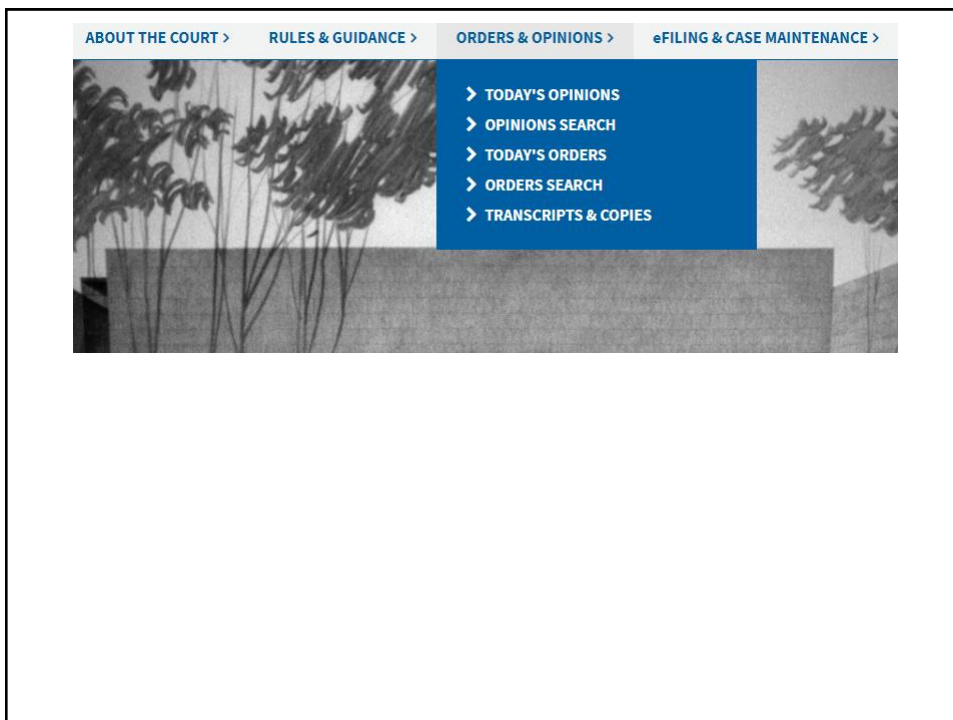 ABOUT THE COURT > RULES & GUIDANCE > ORDERS & OPINIONS > eFILING & CASE MAINTENANCE >
> TODAY'S OPINIONS
> OPINIONS SEARCH
> TODAY'S ORDERS
> ORDERS SEARCH
> TRANSCRIPTS & COPIES